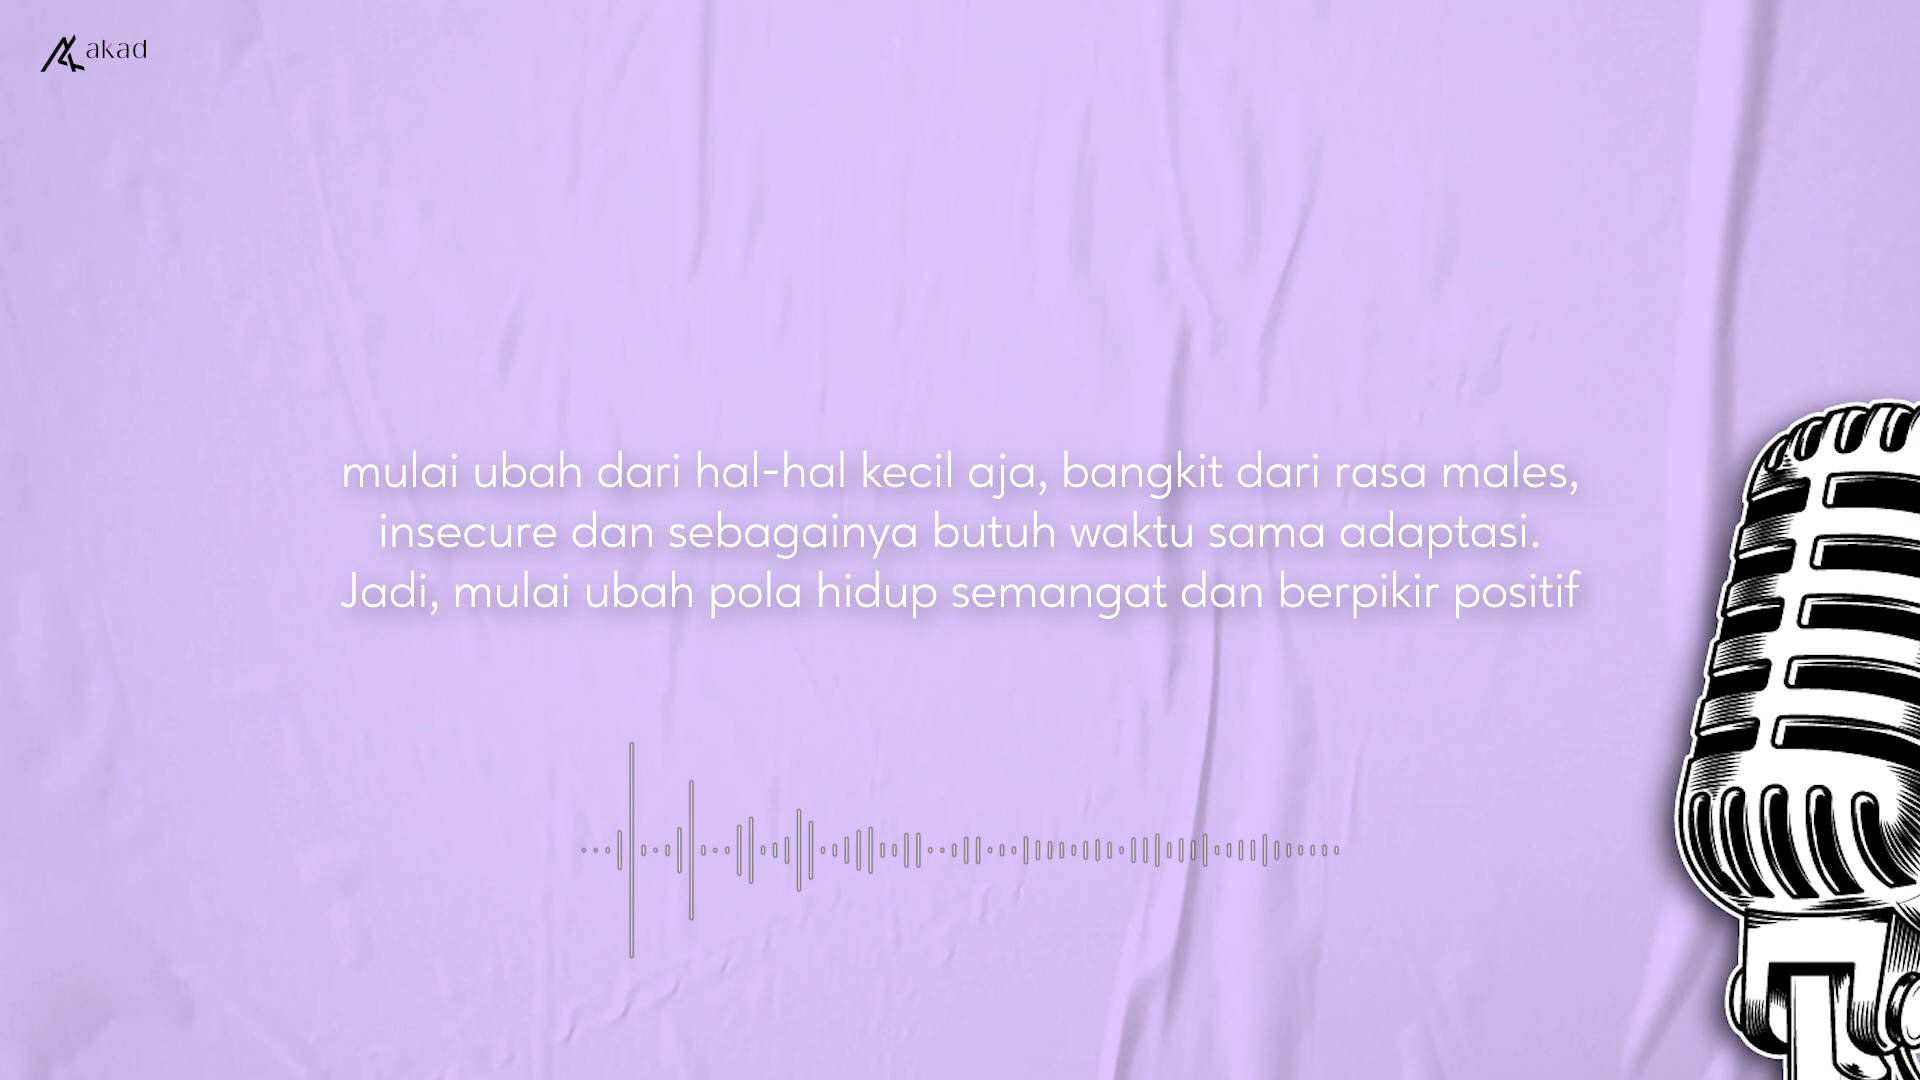 akad
mulai ubah dari hal-hal kecil aja, bangkit dari rasa males,
insecure dan sebagainya butuh waktu sama adaptasi.
Jadi, mulai ubah pola hidup semangat dan berpikir positif